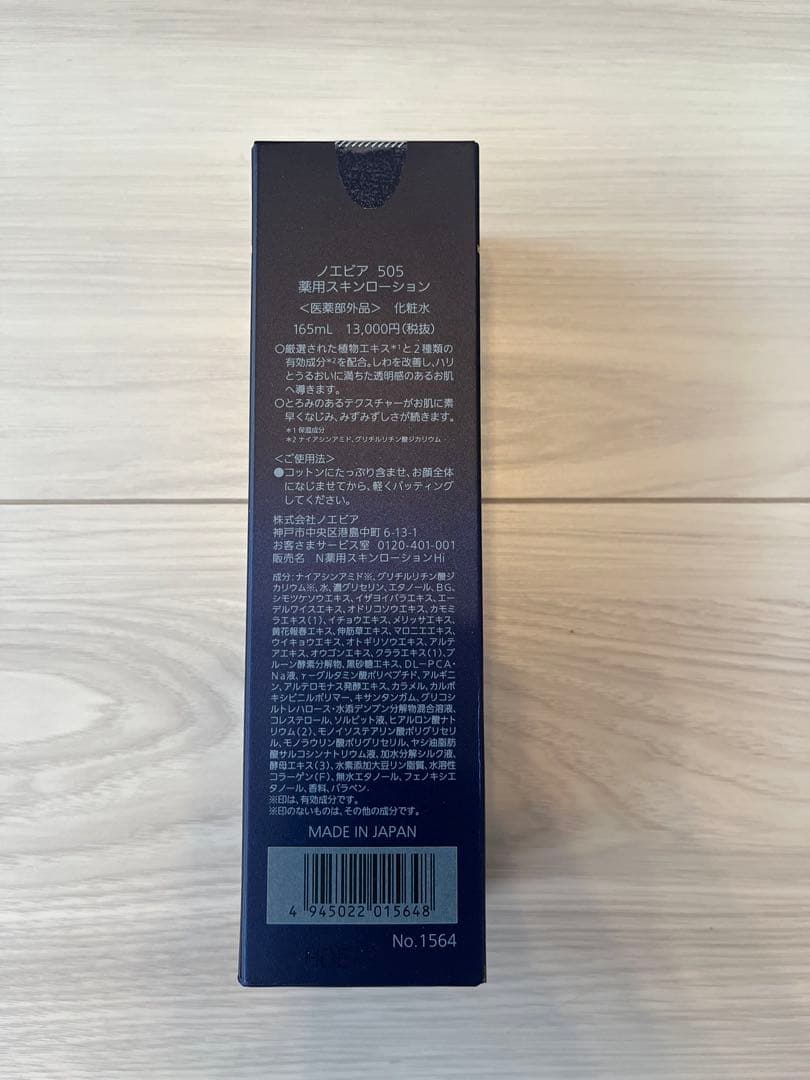 ノエビア 505
薬用スキンローション
＜医薬部外品＞ 化粧水
165mL 13,000円(税抜)
○厳選された植物エキス*1と2種類の
有効成分*2を配合。しわを改善し、ハリ
とうるおいに満ちた透明感のあるお肌
へ導きます。
○とろみのあるテクスチャーがお肌に素
早くなじみ、みずみずしさが続きます。
*1 保湿成分
*2 ナイアシンアミド、グリチルリチン酸ジカリウム
＜ご使用法＞
●コットンにたっぷり含ませ、お顔全体
になじませてから、軽くパッティング
してください。
株式会社ノエビア
神戸市中央区港島中町 6-13-1
お客さまサービス室 0120-401-001
販売名 N薬用スキンローションHi
成分：ナイアシンアミド※、グリチルリチン酸ジ
カリウム※、水、濃グリセリン、エタノール、BG、
シモツケソウエキス、イザヨイバラエキス、エー
デルワイスエキス、オドリコソウエキス、カモミ
ラエキス(1)、イチョウエキス、メリッサエキス、
黄花報春エキス、伸筋草エキス、マロニエエキス、
ウイキョウエキス、オトギリソウエキス、アルテ
アエキス、オウゴンエキス、クララエキス(1)、プ
ルーン酵素分解物、黒砂糖エキス、DL-PCA・
Na液、γ-グルタミン酸ポリペプチド、アルギニ
ン、アルテロモナス発酵エキス、カラメル、カルボ
キシビニルポリマー、キサンタンガム、グリコシ
ルトレハロース・水添デンプン分解物混合溶液、
コレステロール、ソルビット液、ヒアルロン酸ナト
リウム(2)、モノイソステアリン酸ポリグリセリ
ル、モノラウリン酸ポリグリセリル、ヤシ油脂肪
酸サルコシンナトリウム液、加水分解シルク液、
酵母エキス(3)、水素添加大豆リン脂質、水溶性
コラーゲン(F)、無水エタノール、フェノキシエ
タノール、香料、パラベン.
※印は、有効成分です。
※印のないものは、その他の成分です。
MADE IN JAPAN
4 945022 015648
No.1564